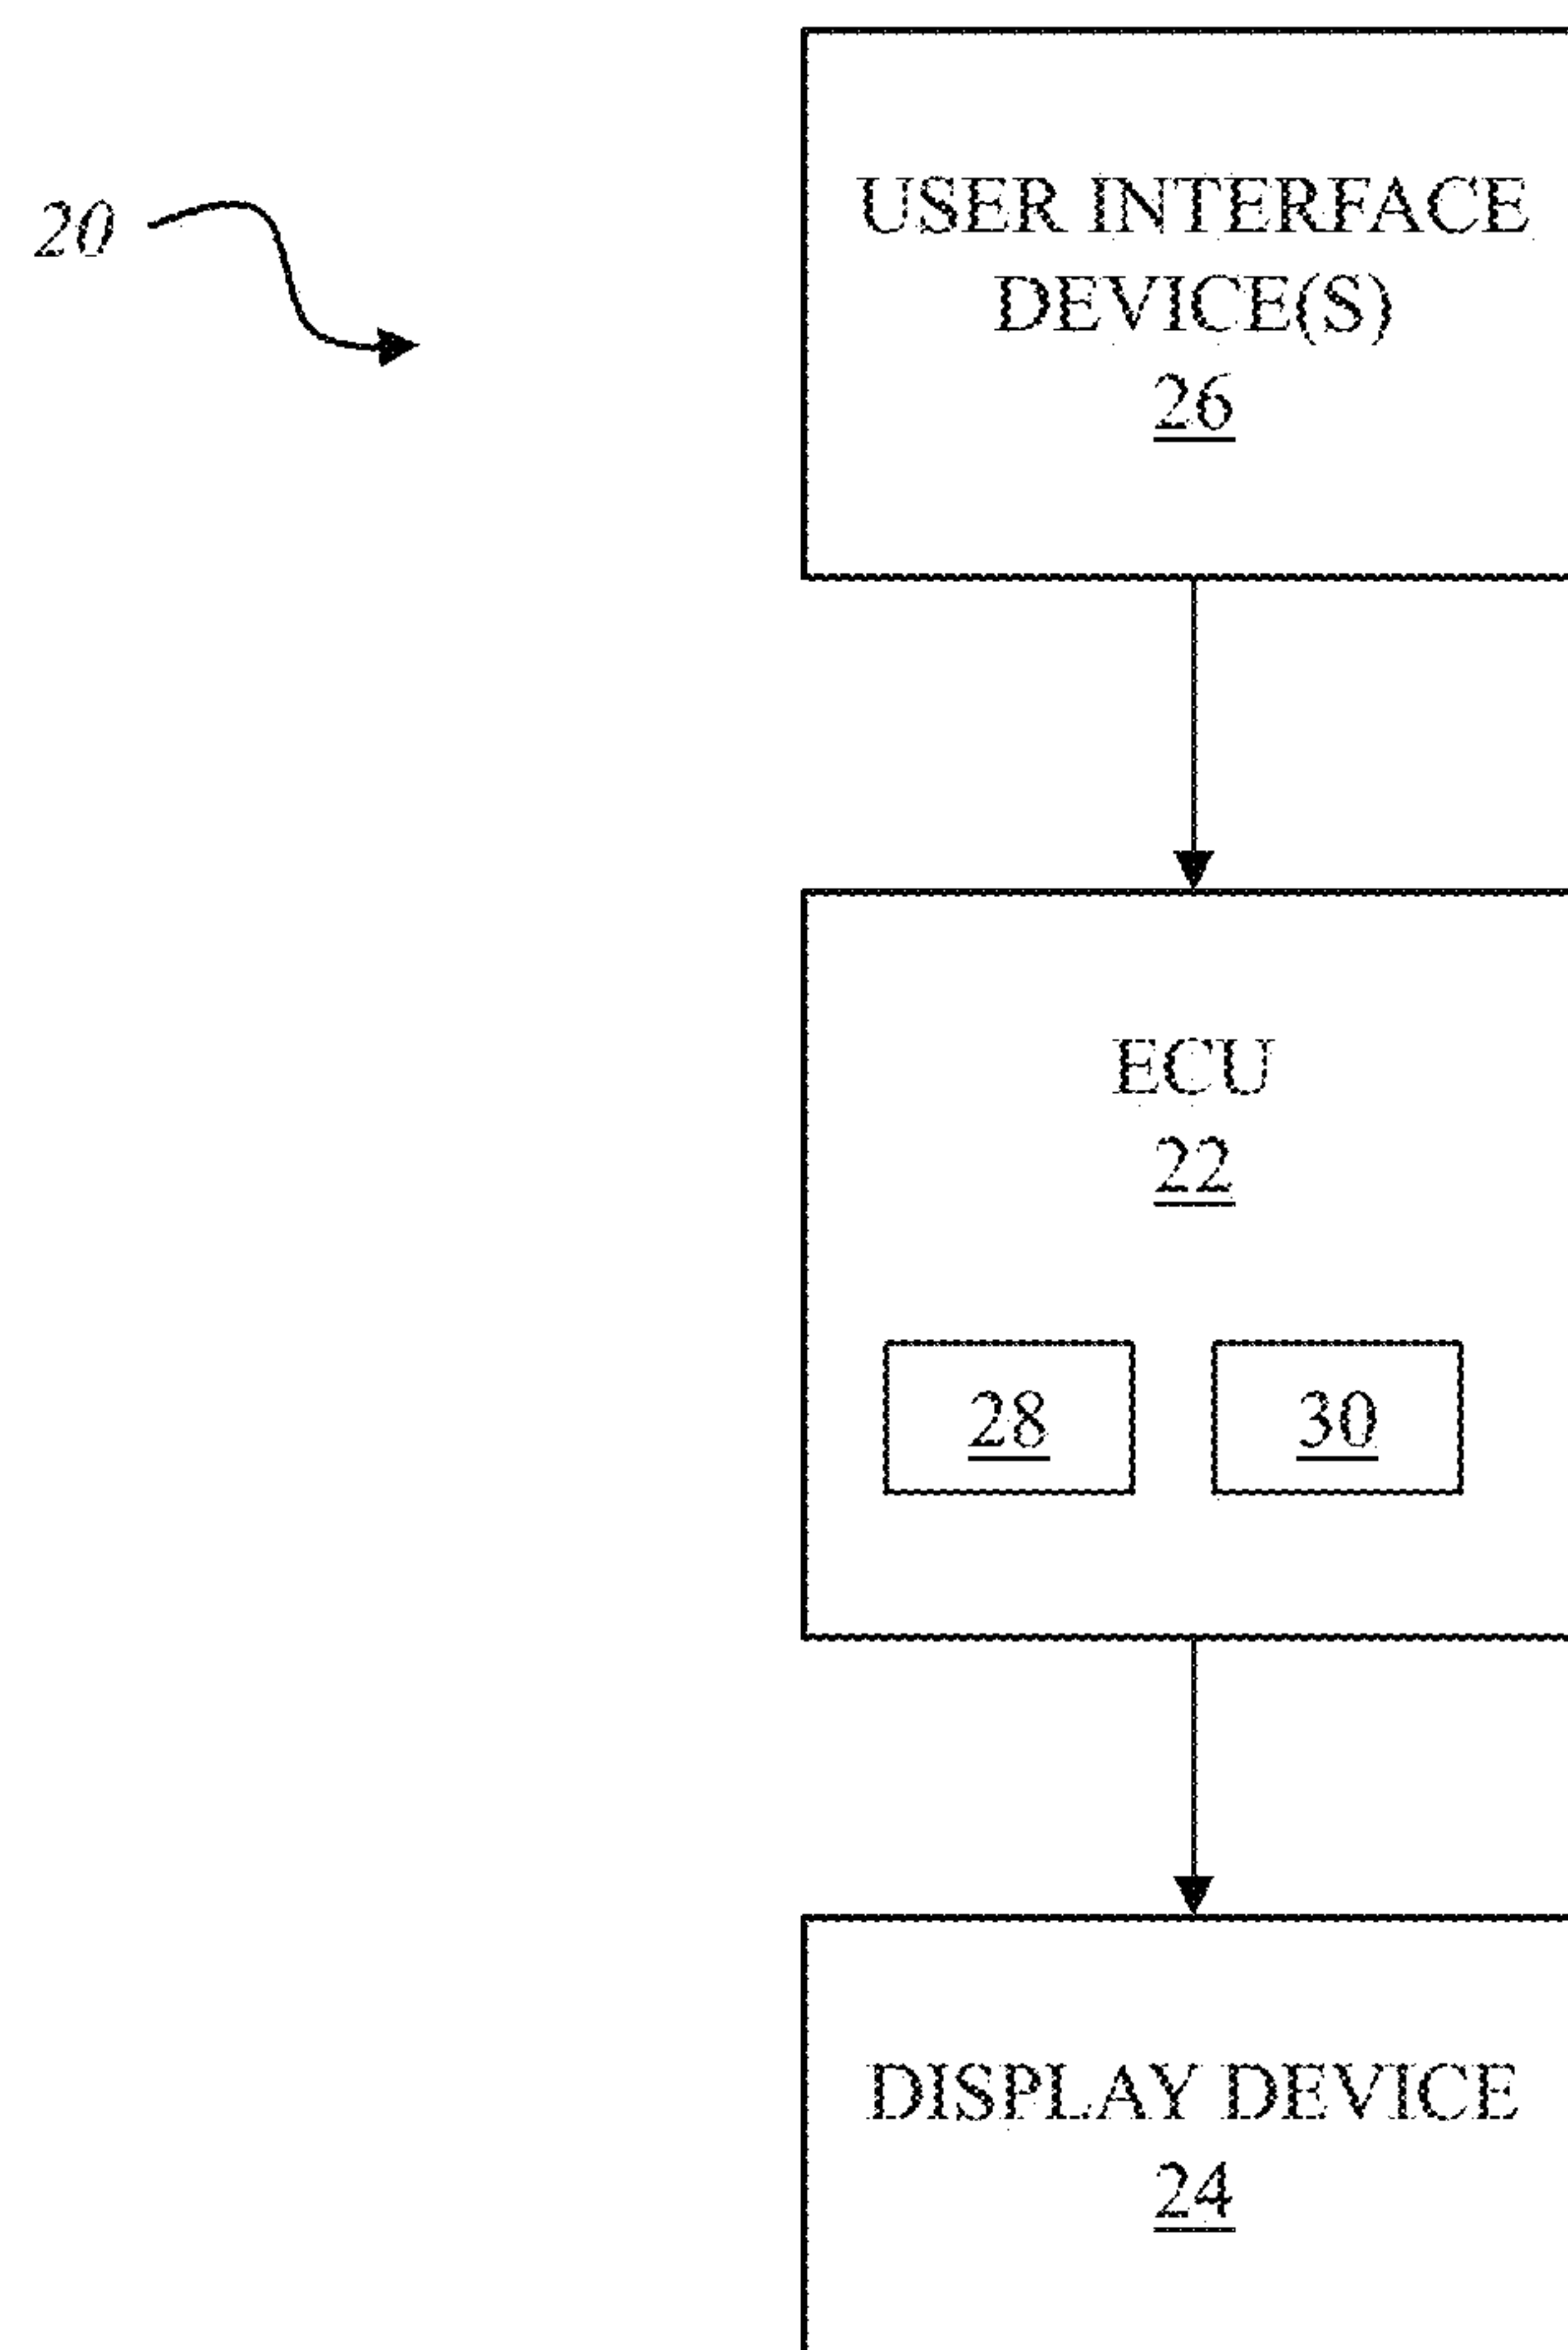 20
USER INTERFACE
DEVICE(S)
26
ECU
22
28 30
DISPLAY DEVICE
24